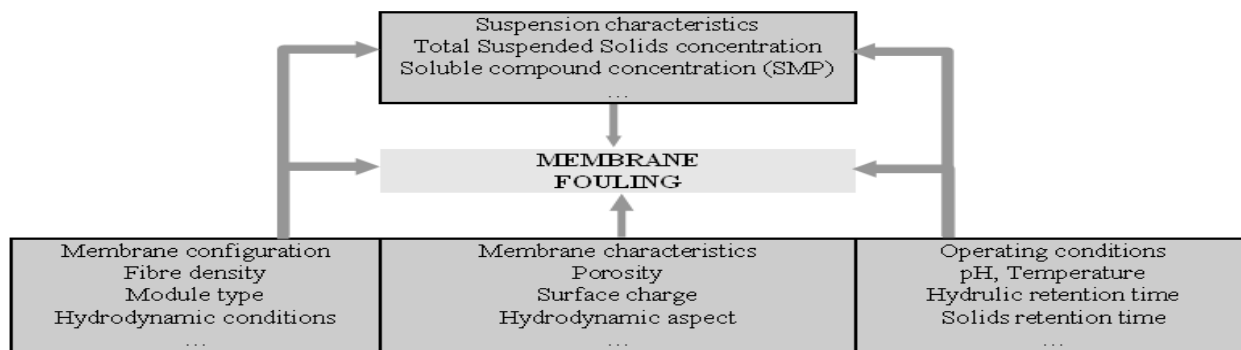 Suspension characteristics
Total Suspended Solids concentration
Soluble compound concentration (SMP)
...
MEMBRANE
FOULING
Membrane configuration
Fibre density
Module type
Hydrodynamic conditions
...
Membrane characteristics
Porosity
Surface charge
Hydrodynamic aspect
...
Operating conditions
pH, Temperature
Hydrulic retention time
Solids retention time
...